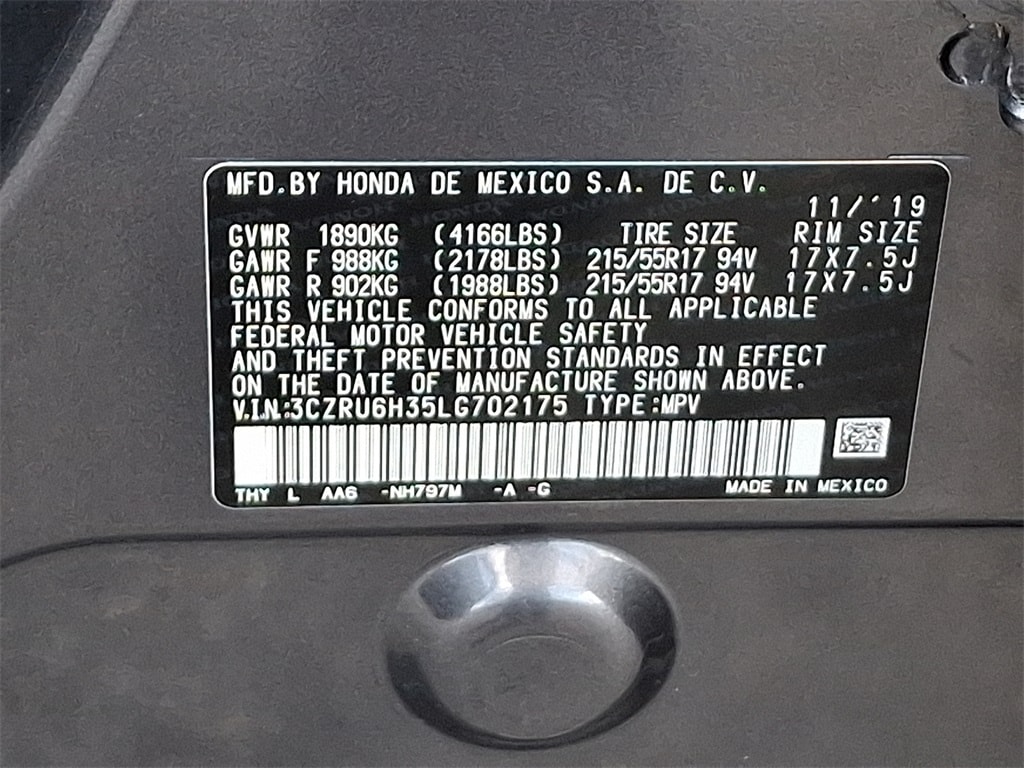 MFD.BY HONDA DE MEXICO S.A. DE C.V.
11/´19
GVWR 1890KG (4166LBS) TIRE SIZE RIM SIZE
GAWR F 988KG (2178LBS) 215/55R17 94V 17X7.5J
GAWR R 902KG (1988LBS) 215/55R17 94V 17X7.5J
THIS VEHICLE CONFORMS TO ALL APPLICABLE
FEDERAL MOTOR VEHICLE SAFETY
AND THEFT PREVENTION STANDARDS IN EFFECT
ON THE DATE OF MANUFACTURE SHOWN ABOVE.
V.I.N.:3CZRU6H35LG702175 TYPE:MPV
THY L AA6 -NH797M -A -G MADE IN MEXICO